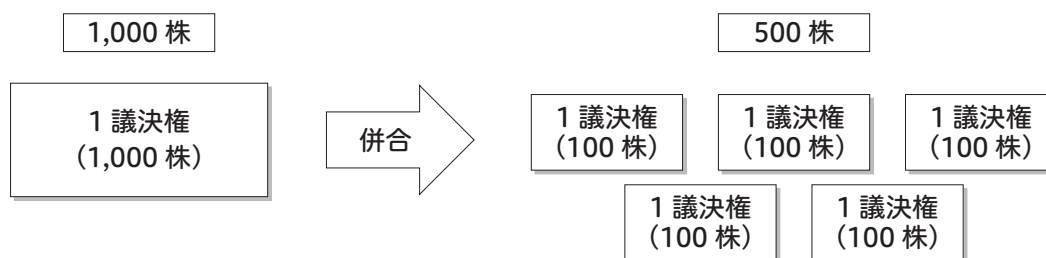 1,000 株
500 株
1 議決権
(1,000 株)
併合
1 議決権
(100 株)
1 議決権
(100 株)
1 議決権
(100 株)
1 議決権
(100 株)
1 議決権
(100 株)